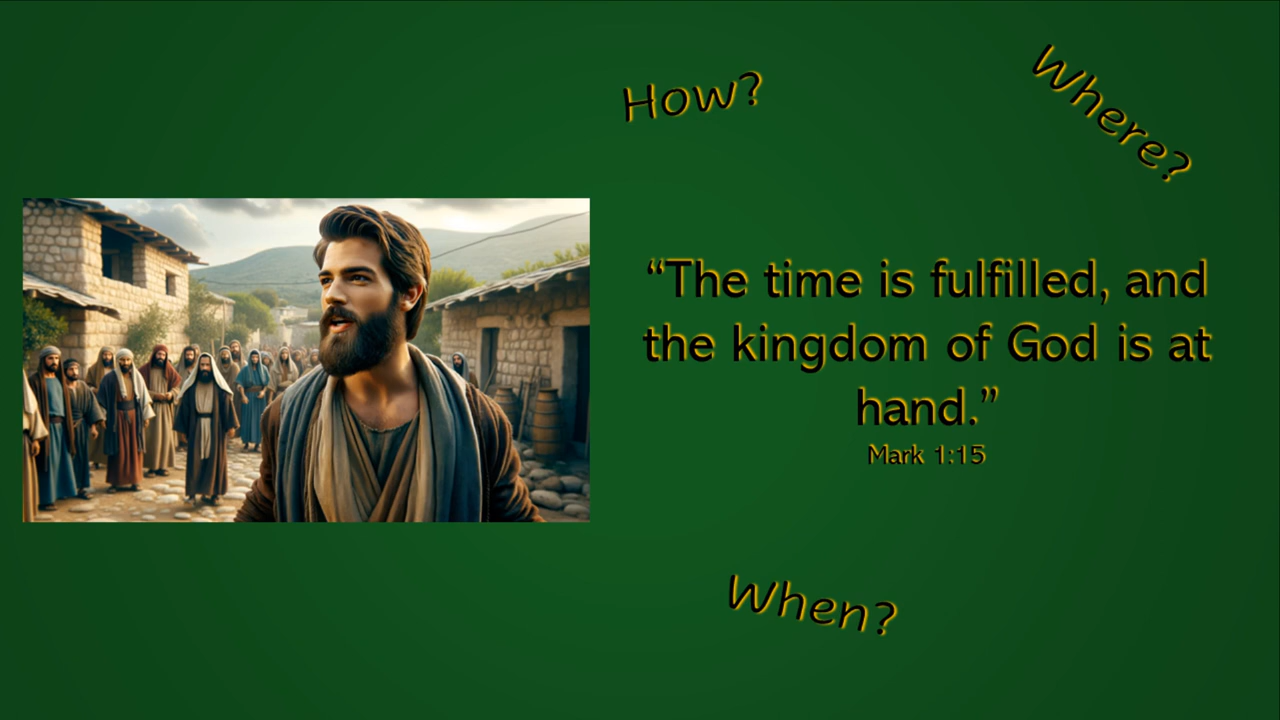 How?
Where?
“The time is fulfilled, and
the kingdom of God is at
hand.”
Mark 1:15
When?